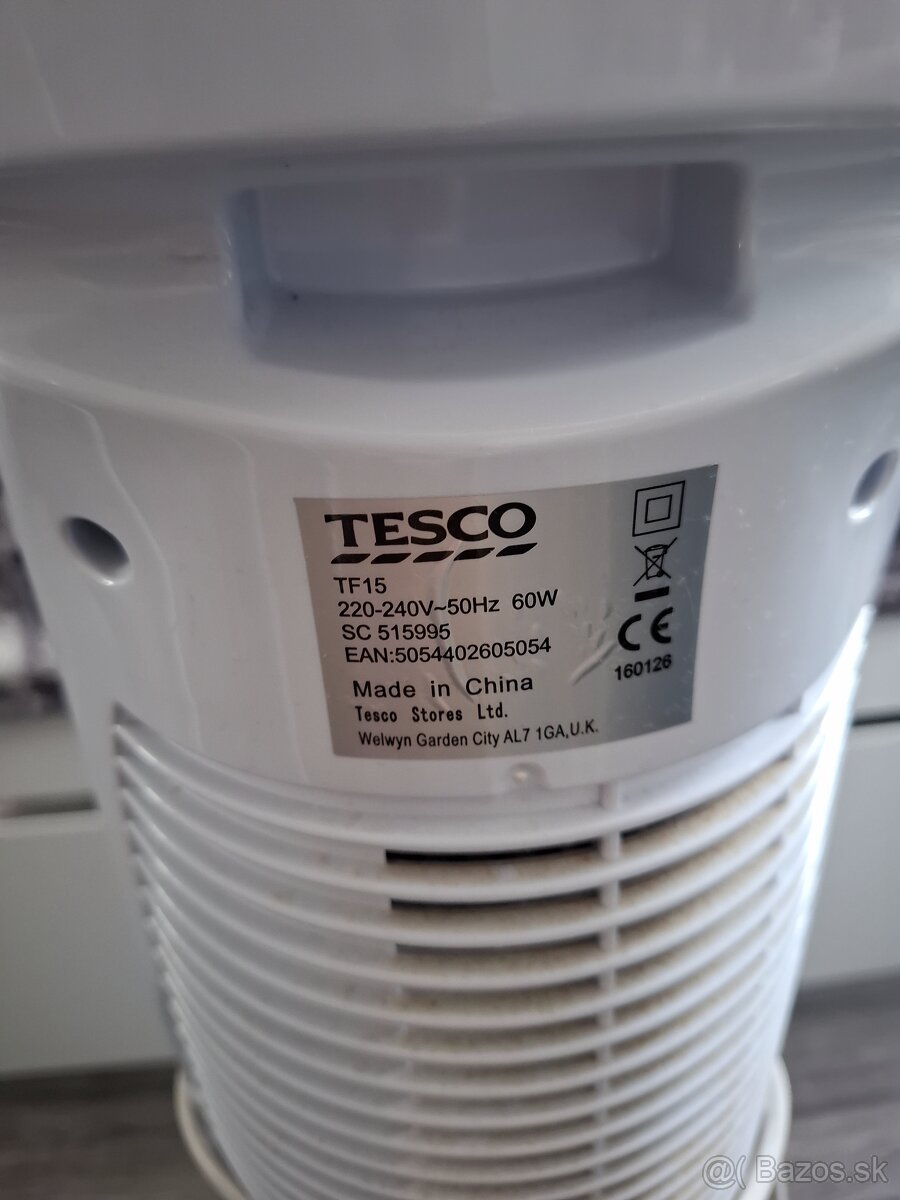 TESCO
TF15
220-240V~50Hz 60W
SC 515995
EAN:5054402605054
CE
160126
Made in China
Tesco Stores Ltd.
Welwyn Garden City AL7 1GA,U.K.
@( Bazos.sk